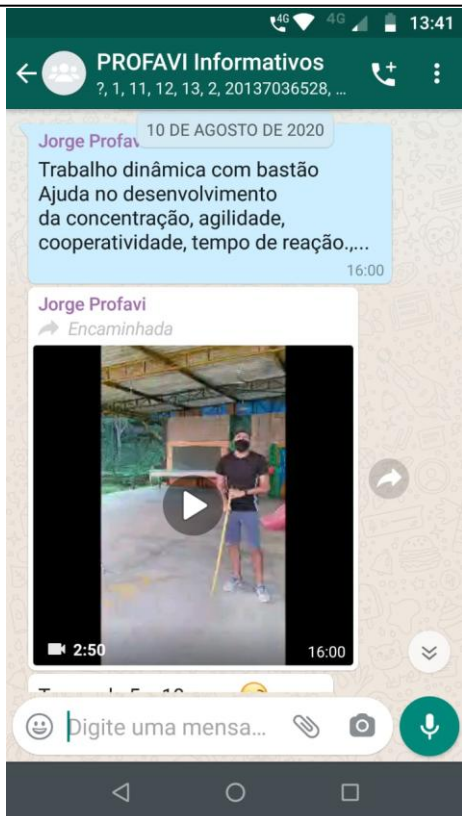 4G 4G 13:41
PROFAVI Informativos
?, 1, 11, 12, 13, 2, 20137036528, ...
10 DE AGOSTO DE 2020
Jorge Profavi
Trabalho dinâmica com bastão
Ajuda no desenvolvimento
da concentração, agilidade,
cooperatividade, tempo de reação.,...
16:00
Jorge Profavi
Encaminhada
2:50 16:00
Digite uma mensa...